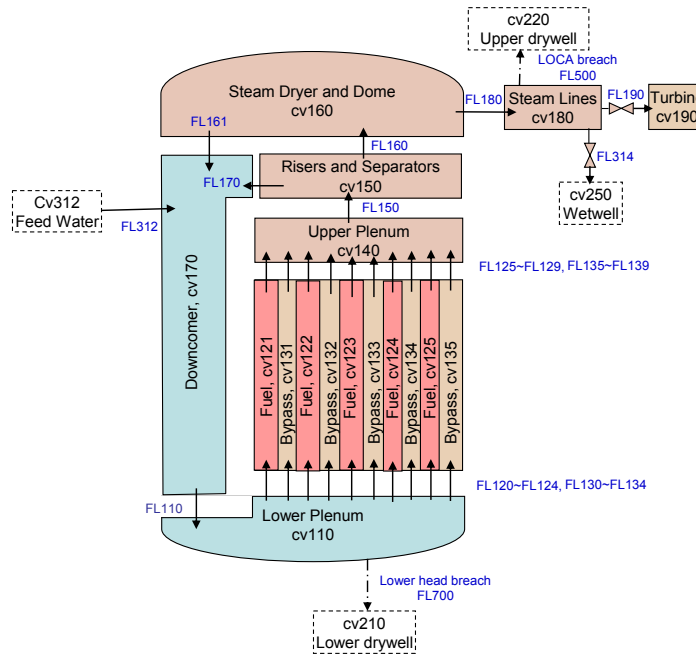 cv220
Upper drywell
LOCA breach
FL500
Steam Dryer and Dome
cv160
FL180
Steam Lines
cv180
FL190
Turbine
cv190
FL161
FL160
FL314
Risers and Separators
cv150
FL170
cv250
Wetwell
Cv312
Feed Water
FL312
FL150
Upper Plenum
cv140
FL125~FL129, FL135~FL139
Downcomer, cv170
Fuel, cv121
Bypass, cv131
Fuel, cv122
Bypass, cv132
Fuel, cv123
Bypass, cv133
Fuel, cv124
Bypass, cv134
Fuel, cv125
Bypass, cv135
FL120~FL124, FL130~FL134
FL110
Lower Plenum
cv110
Lower head breach
FL700
cv210
Lower drywell